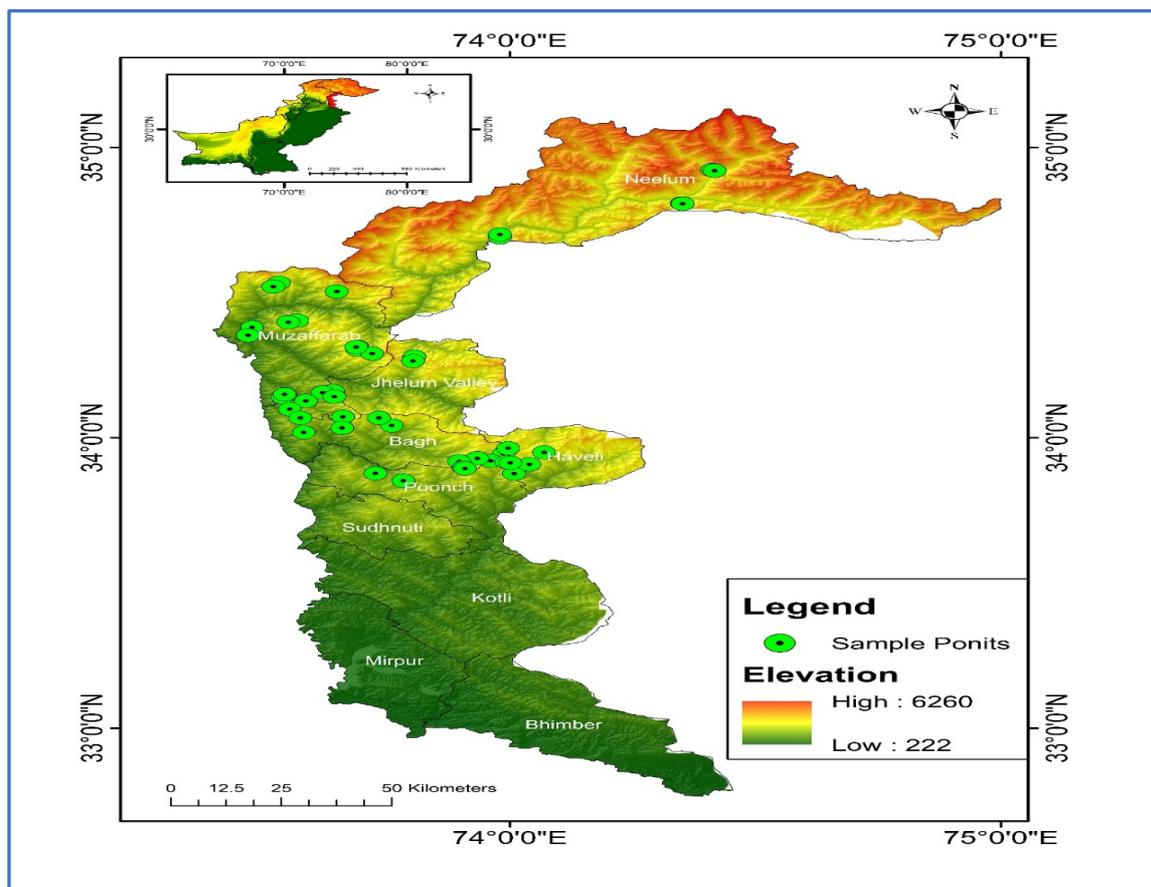 74°0'0"E
75°0'0"E
70°0'0"E
80°0'0"E
30°0'0"N
30°0'0"N
70°0'0"E
80°0'0"E
N
W
E
S
35°0'0"N
35°0'0"N
Neelum
Muzaffarab
Jhelum Valley
34°0'0"N
34°0'0"N
Bagh
Haveli
Poonch
Sudhnuti
Kotli
Mirpur
Bhimber
33°0'0"N
33°0'0"N
Legend
Sample Ponits
Elevation
High : 6260
Low : 222
0 12.5 25 50 Kilometers
74°0'0"E
75°0'0"E